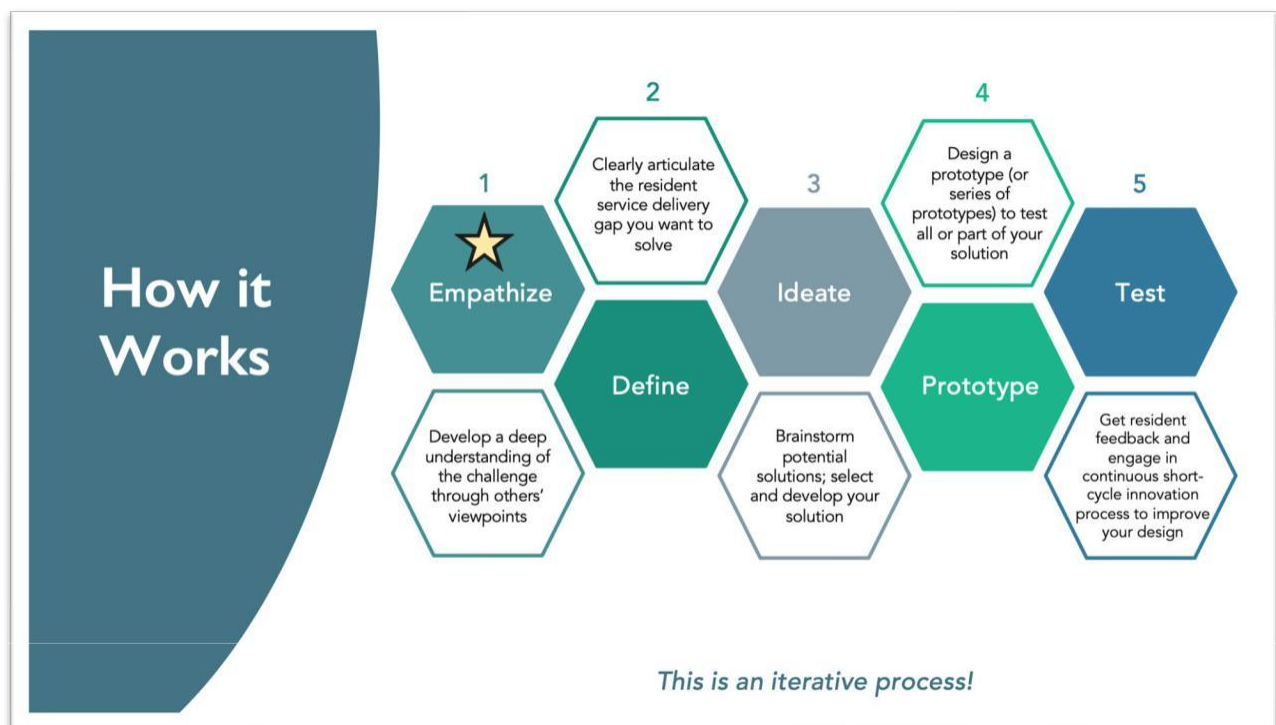 How it
Works
1
Empathize
Develop a deep
understanding of
the challenge
through others'
viewpoints
2
Clearly articulate
the resident
service delivery
gap you want to
solve
Define
3
Ideate
Brainstorm
potential
solutions; select
and develop your
solution
4
Design a
prototype (or
series of
prototypes) to test
all or part of your
solution
Prototype
5
Test
Get resident
feedback and
engage in
continuous short-
cycle innovation
process to improve
your design
This is an iterative process!